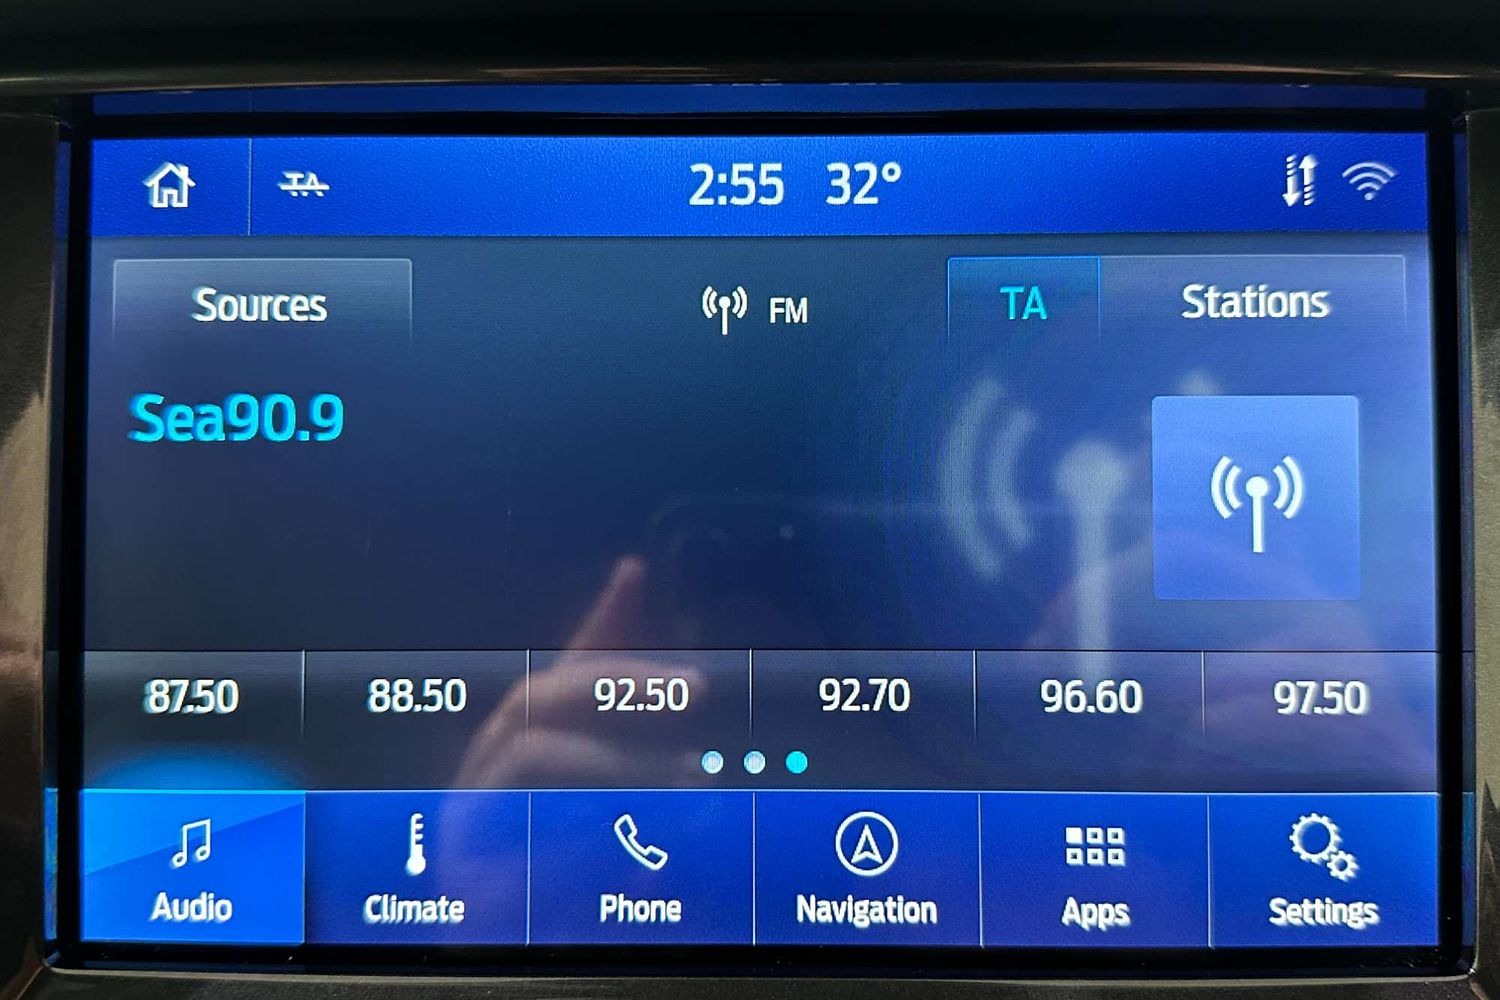 TA 2:55 32°
Sources FM TA Stations
Sea90.9
87.50 88.50 92.50 92.70 96.60 97.50
Audio Climate Phone Navigation Apps Settings